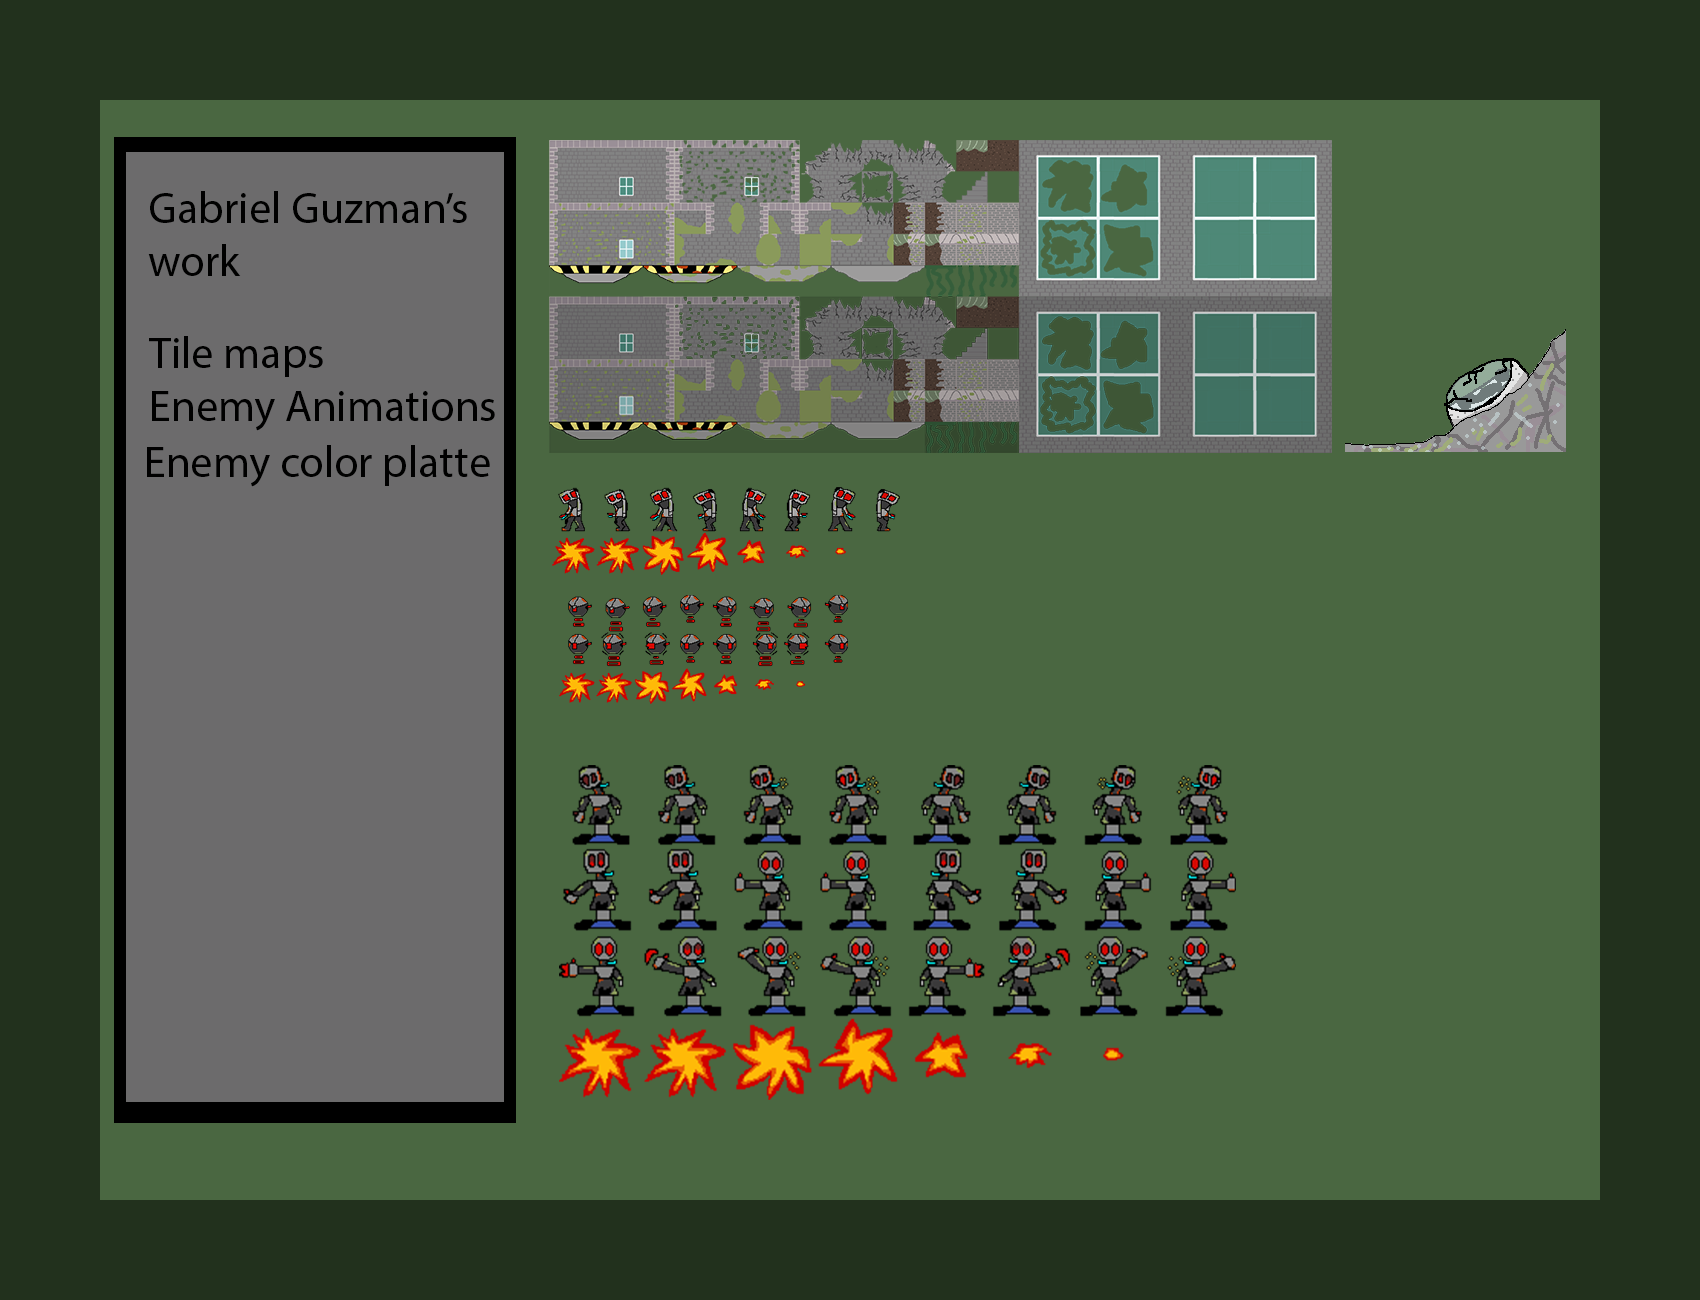 Gabriel Guzman’s
work
Tile maps
Enemy Animations
Enemy color platte